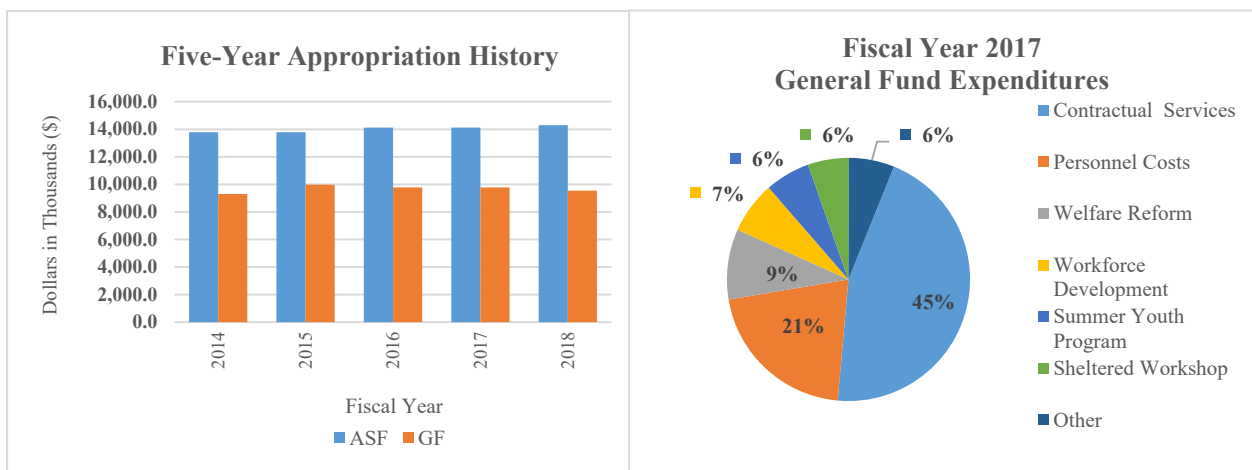 Five-Year Appropriation History
Dollars in Thousands ($)
16,000.0
14,000.0
12,000.0
10,000.0
8,000.0
6,000.0
4,000.0
2,000.0
0.0
2014
2015
2016
2017
2018
Fiscal Year
ASF
GF
Fiscal Year 2017
General Fund Expenditures
6%
6%
6%
7%
9%
21%
45%
Contractual Services
Personnel Costs
Welfare Reform
Workforce
Development
Summer Youth
Program
Sheltered Workshop
Other